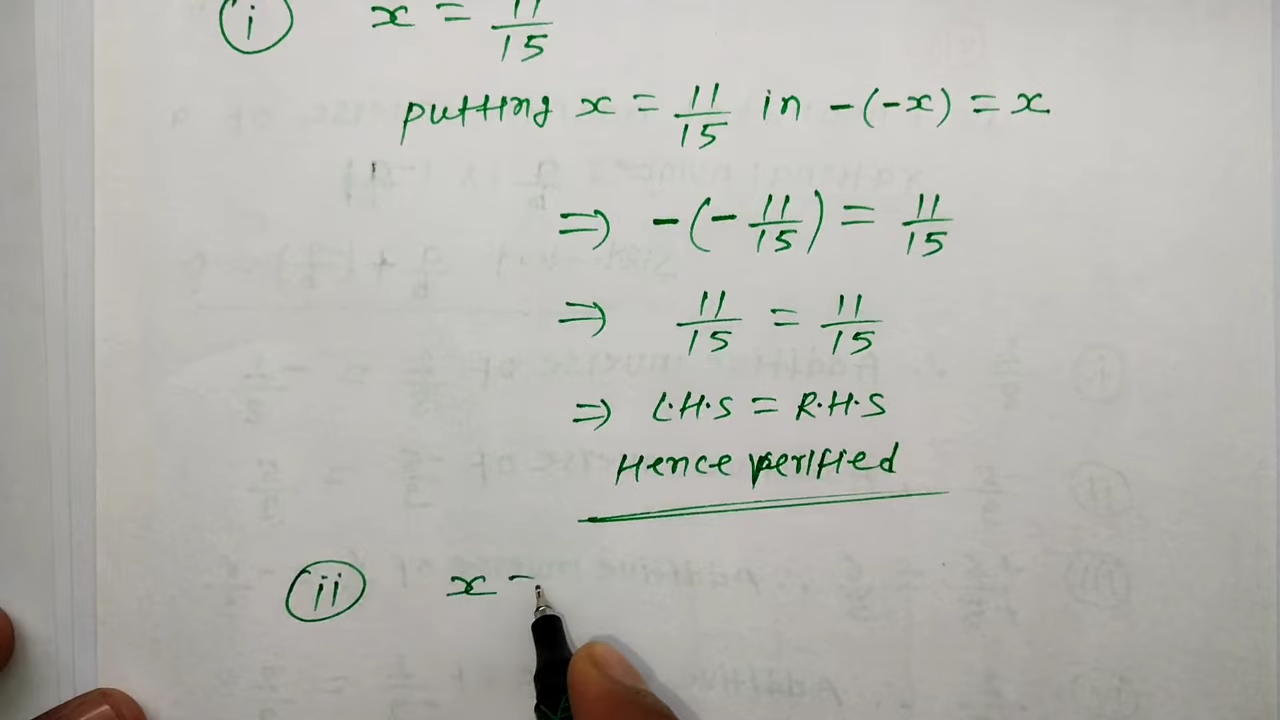 (i) x = 11/15
putting x = 11/15 in -(-x) = x
⇒ -(-11/15) = 11/15
⇒ 11/15 = 11/15
⇒ L.H.S = R.H.S
Hence verified
(ii) x =